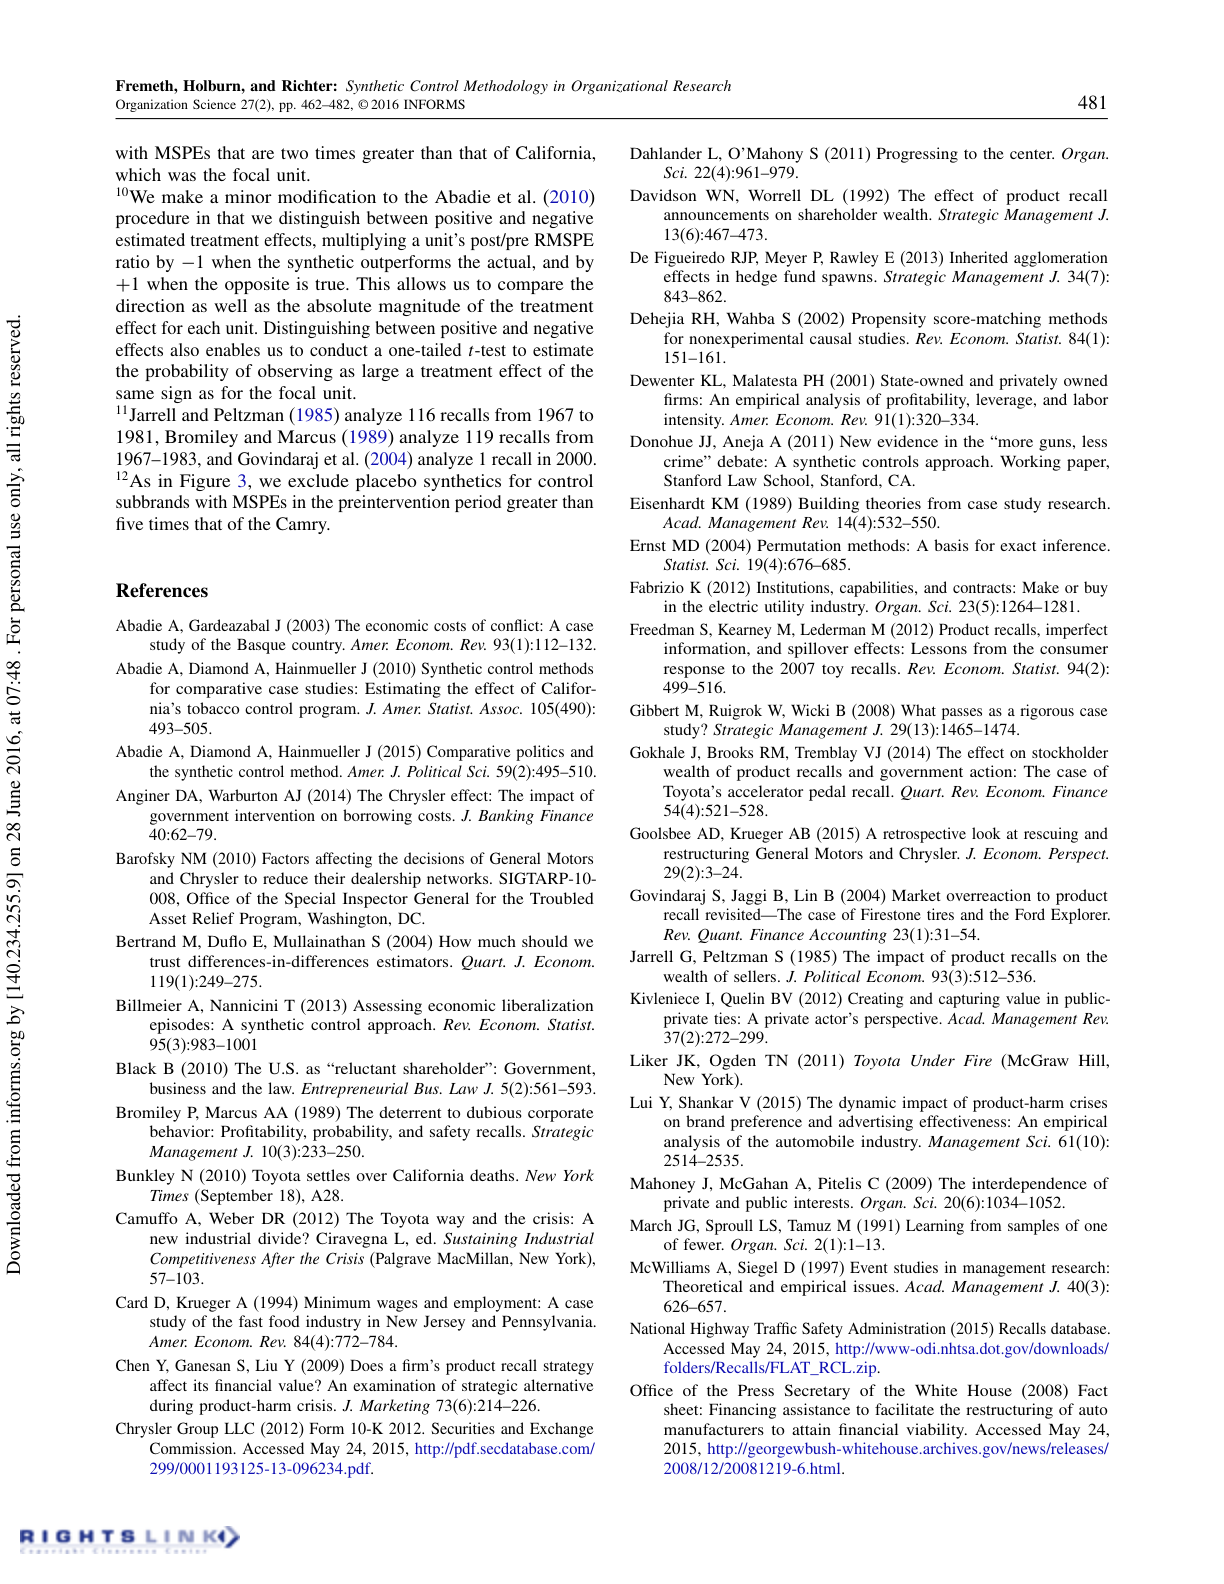 Fremeth, Holburn, and Richter: Synthetic Control Methodology in Organizational Research
Organization Science 27(2), pp. 462–482, © 2016 INFORMS
481
with MSPEs that are two times greater than that of California,
which was the focal unit.
10We make a minor modification to the Abadie et al. (2010)
procedure in that we distinguish between positive and negative
estimated treatment effects, multiplying a unit's post/pre RMSPE
ratio by −1 when the synthetic outperforms the actual, and by
+1 when the opposite is true. This allows us to compare the
direction as well as the absolute magnitude of the treatment
effect for each unit. Distinguishing between positive and negative
effects also enables us to conduct a one-tailed t-test to estimate
the probability of observing as large a treatment effect of the
same sign as for the focal unit.
11Jarrell and Peltzman (1985) analyze 116 recalls from 1967 to
1981, Bromiley and Marcus (1989) analyze 119 recalls from
1967–1983, and Govindaraj et al. (2004) analyze 1 recall in 2000.
12As in Figure 3, we exclude placebo synthetics for control
subbrands with MSPEs in the preintervention period greater than
five times that of the Camry.
References
Abadie A, Gardeazabal J (2003) The economic costs of conflict: A case
study of the Basque country. Amer. Econom. Rev. 93(1):112–132.
Abadie A, Diamond A, Hainmueller J (2010) Synthetic control methods
for comparative case studies: Estimating the effect of Califor-
nia's tobacco control program. J. Amer. Statist. Assoc. 105(490):
493–505.
Abadie A, Diamond A, Hainmueller J (2015) Comparative politics and
the synthetic control method. Amer. J. Political Sci. 59(2):495–510.
Anginer DA, Warburton AJ (2014) The Chrysler effect: The impact of
government intervention on borrowing costs. J. Banking Finance
40:62–79.
Barofsky NM (2010) Factors affecting the decisions of General Motors
and Chrysler to reduce their dealership networks. SIGTARP-10-
008, Office of the Special Inspector General for the Troubled
Asset Relief Program, Washington, DC.
Bertrand M, Duflo E, Mullainathan S (2004) How much should we
trust differences-in-differences estimators. Quart. J. Econom.
119(1):249–275.
Billmeier A, Nannicini T (2013) Assessing economic liberalization
episodes: A synthetic control approach. Rev. Econom. Statist.
95(3):983–1001
Black B (2010) The U.S. as “reluctant shareholder”: Government,
business and the law. Entrepreneurial Bus. Law J. 5(2):561–593.
Bromiley P, Marcus AA (1989) The deterrent to dubious corporate
behavior: Profitability, probability, and safety recalls. Strategic
Management J. 10(3):233–250.
Bunkley N (2010) Toyota settles over California deaths. New York
Times (September 18), A28.
Camuffo A, Weber DR (2012) The Toyota way and the crisis: A
new industrial divide? Ciravegna L, ed. Sustaining Industrial
Competitiveness After the Crisis (Palgrave MacMillan, New York),
57–103.
Card D, Krueger A (1994) Minimum wages and employment: A case
study of the fast food industry in New Jersey and Pennsylvania.
Amer. Econom. Rev. 84(4):772–784.
Chen Y, Ganesan S, Liu Y (2009) Does a firm's product recall strategy
affect its financial value? An examination of strategic alternative
during product-harm crisis. J. Marketing 73(6):214–226.
Chrysler Group LLC (2012) Form 10-K 2012. Securities and Exchange
Commission. Accessed May 24, 2015, http://pdf.secdatabase.com/
299/0001193125-13-096234.pdf.
Dahlander L, O'Mahony S (2011) Progressing to the center. Organ.
Sci. 22(4):961–979.
Davidson WN, Worrell DL (1992) The effect of product recall
announcements on shareholder wealth. Strategic Management J.
13(6):467–473.
De Figueiredo RJP, Meyer P, Rawley E (2013) Inherited agglomeration
effects in hedge fund spawns. Strategic Management J. 34(7):
843–862.
Dehejia RH, Wahba S (2002) Propensity score-matching methods
for nonexperimental causal studies. Rev. Econom. Statist. 84(1):
151–161.
Dewenter KL, Malatesta PH (2001) State-owned and privately owned
firms: An empirical analysis of profitability, leverage, and labor
intensity. Amer. Econom. Rev. 91(1):320–334.
Donohue JJ, Aneja A (2011) New evidence in the “more guns, less
crime” debate: A synthetic controls approach. Working paper,
Stanford Law School, Stanford, CA.
Eisenhardt KM (1989) Building theories from case study research.
Acad. Management Rev. 14(4):532–550.
Ernst MD (2004) Permutation methods: A basis for exact inference.
Statist. Sci. 19(4):676–685.
Fabrizio K (2012) Institutions, capabilities, and contracts: Make or buy
in the electric utility industry. Organ. Sci. 23(5):1264–1281.
Freedman S, Kearney M, Lederman M (2012) Product recalls, imperfect
information, and spillover effects: Lessons from the consumer
response to the 2007 toy recalls. Rev. Econom. Statist. 94(2):
499–516.
Gibbert M, Ruigrok W, Wicki B (2008) What passes as a rigorous case
study? Strategic Management J. 29(13):1465–1474.
Gokhale J, Brooks RM, Tremblay VJ (2014) The effect on stockholder
wealth of product recalls and government action: The case of
Toyota's accelerator pedal recall. Quart. Rev. Econom. Finance
54(4):521–528.
Goolsbee AD, Krueger AB (2015) A retrospective look at rescuing and
restructuring General Motors and Chrysler. J. Econom. Perspect.
29(2):3–24.
Govindaraj S, Jaggi B, Lin B (2004) Market overreaction to product
recall revisited—The case of Firestone tires and the Ford Explorer.
Rev. Quant. Finance Accounting 23(1):31–54.
Jarrell G, Peltzman S (1985) The impact of product recalls on the
wealth of sellers. J. Political Econom. 93(3):512–536.
Kivleniece I, Quelin BV (2012) Creating and capturing value in public-
private ties: A private actor's perspective. Acad. Management Rev.
37(2):272–299.
Liker JK, Ogden TN (2011) Toyota Under Fire (McGraw Hill,
New York).
Lui Y, Shankar V (2015) The dynamic impact of product-harm crises
on brand preference and advertising effectiveness: An empirical
analysis of the automobile industry. Management Sci. 61(10):
2514–2535.
Mahoney J, McGahan A, Pitelis C (2009) The interdependence of
private and public interests. Organ. Sci. 20(6):1034–1052.
March JG, Sproull LS, Tamuz M (1991) Learning from samples of one
of fewer. Organ. Sci. 2(1):1–13.
McWilliams A, Siegel D (1997) Event studies in management research:
Theoretical and empirical issues. Acad. Management J. 40(3):
626–657.
National Highway Traffic Safety Administration (2015) Recalls database.
Accessed May 24, 2015, http://www-odi.nhtsa.dot.gov/downloads/
folders/Recalls/FLAT_RCL.zip.
Office of the Press Secretary of the White House (2008) Fact
sheet: Financing assistance to facilitate the restructuring of auto
manufacturers to attain financial viability. Accessed May 24,
2015, http://georgewbush-whitehouse.archives.gov/news/releases/
2008/12/20081219-6.html.
Downloaded from informs.org by [140.234.255.9] on 28 June 2016, at 07:48 . For personal use only, all rights reserved.
RIGHTSLINK
Copyright Clearance Center